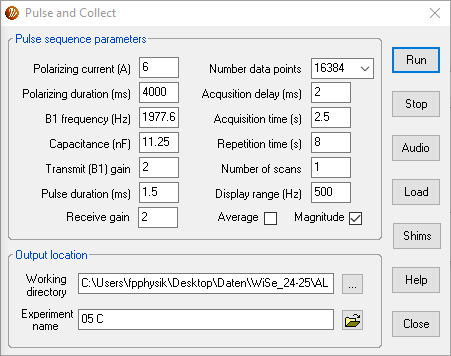 Pulse and Collect
Pulse sequence parameters
Polarizing current (A) 6
Number data points 16384
Polarizing duration (ms) 4000
Acqusition delay (ms) 2
B1 frequency (Hz) 1977.6
Acquisition time (s) 2.5
Capacitance (nF) 11.25
Repetition time (s) 8
Transmit (B1) gain 2
Number of scans 1
Pulse duration (ms) 1.5
Display range (Hz) 500
Receive gain 2
Average
Magnitude
Run
Stop
Audio
Load
Shims
Help
Close
Output location
Working
directory
C:\Users\fpphysik\Desktop\Daten\WiSe_24-25\AL
...
Experiment
name
05 C